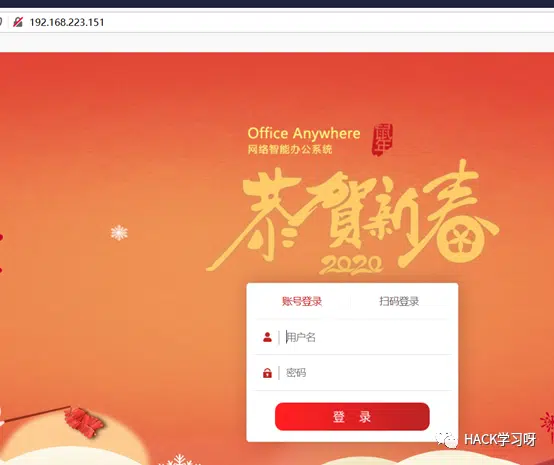 192.168.223.151
Office Anywhere
网络智能办公系统
鼠年
恭贺新春
2020
账号登录
扫码登录
用户名
密码
登 录
HACK学习呀